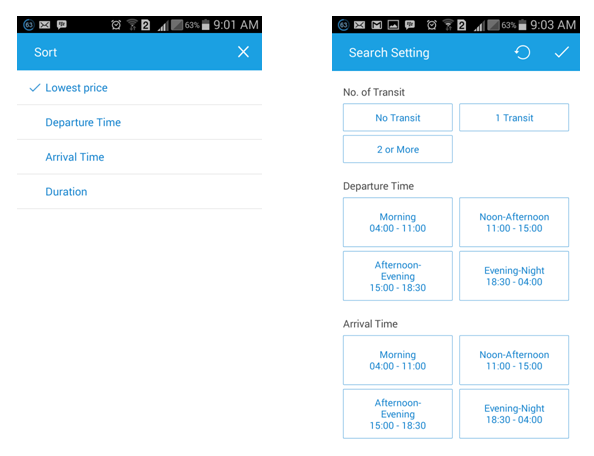 63 2 63% 9:01 AM
Sort
Lowest price
Departure Time
Arrival Time
Duration
63 2 63% 9:03 AM
Search Setting
No. of Transit
No Transit
1 Transit
2 or More
Departure Time
Morning
04:00 - 11:00
Noon-Afternoon
11:00 - 15:00
Afternoon-
Evening
15:00 - 18:30
Evening-Night
18:30 - 04:00
Arrival Time
Morning
04:00 - 11:00
Noon-Afternoon
11:00 - 15:00
Afternoon-
Evening
15:00 - 18:30
Evening-Night
18:30 - 04:00